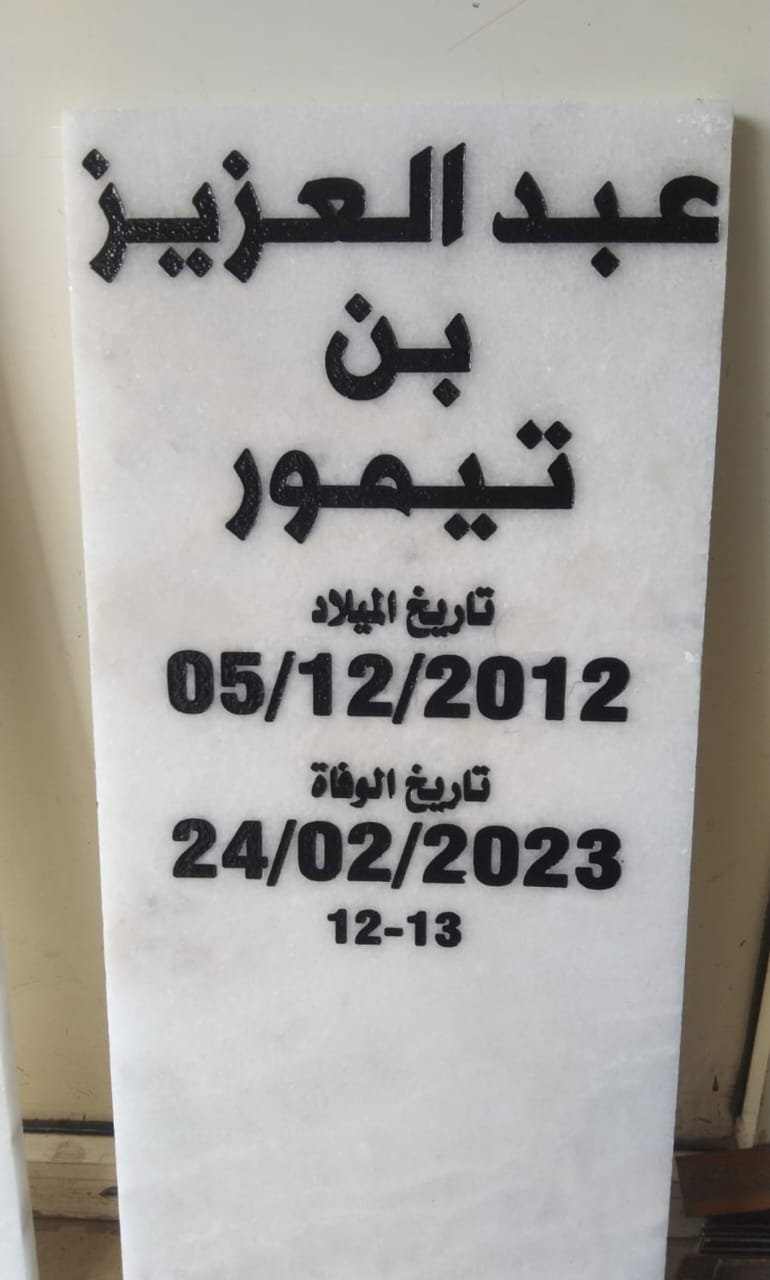 عبد العزيز
بن
تيمور
تاريخ الميلاد
05/12/2012
تاريخ الوفاة
24/02/2023
12-13